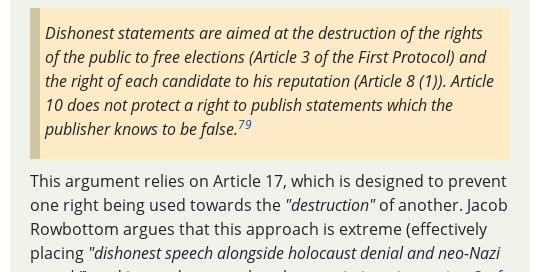 Dishonest statements are aimed at the destruction of the rights
of the public to free elections (Article 3 of the First Protocol) and
the right of each candidate to his reputation (Article 8 (1)). Article
10 does not protect a right to publish statements which the
publisher knows to be false.79
This argument relies on Article 17, which is designed to prevent
one right being used towards the "destruction" of another. Jacob
Rowbottom argues that this approach is extreme (effectively
placing "dishonest speech alongside holocaust denial and neo-Nazi